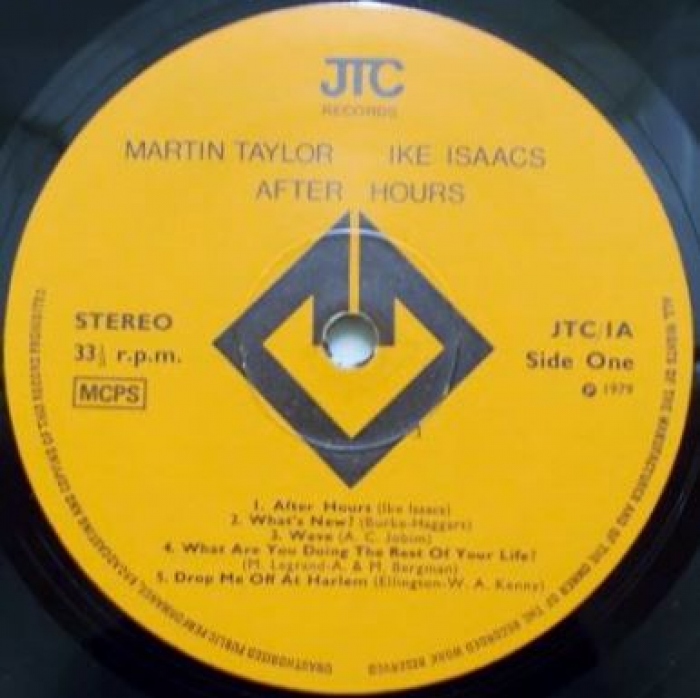 JTC
RECORDS
MARTIN TAYLOR IKE ISAACS
AFTER HOURS
STEREO
33⅓ r.p.m.
MCPS
JTC/1A
Side One
℗ 1979
1. After Hours (Ike Isaacs)
2. What's New? (Burke-Haggars)
3. Wave (A. C. Jobim)
4. What Are You Doing The Rest Of Your Life?
(M. Legrand-A. & M. Bergman)
5. Drop Me Off At Harlem (Ellington-W. A. Kenny)
ALL RIGHTS OF THE MANUFACTURER AND OF THE OWNER OF THE RECORDED WORK RESERVED
UNAUTHORISED PUBLIC PERFORMANCE, BROADCASTING AND COPYING OF THIS RECORD PROHIBITED